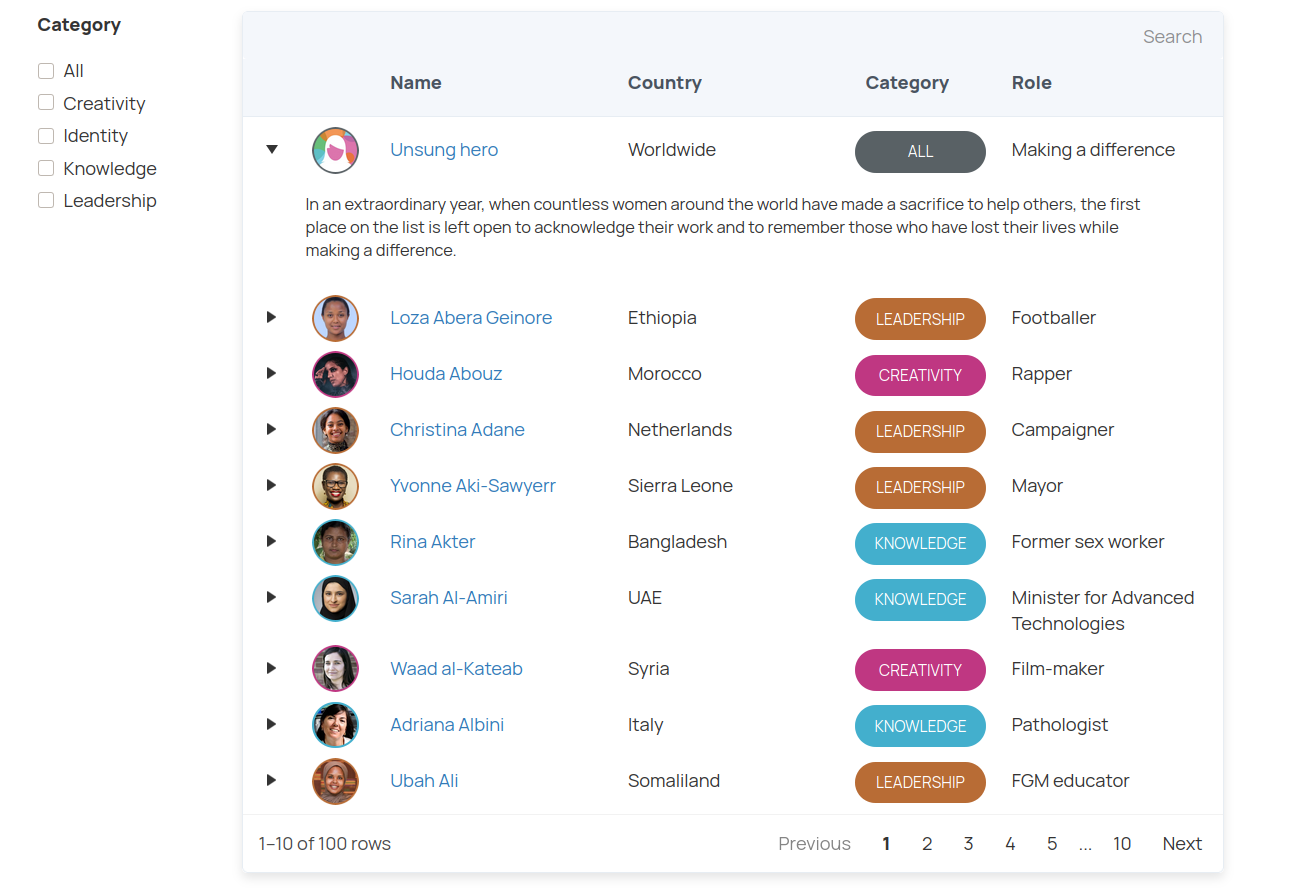 Category
All
Creativity
Identity
Knowledge
Leadership
Search
Name Country Category Role
Unsung hero Worldwide ALL Making a difference
In an extraordinary year, when countless women around the world have made a sacrifice to help others, the first
place on the list is left open to acknowledge their work and to remember those who have lost their lives while
making a difference.
Loza Abera Geinore Ethiopia LEADERSHIP Footballer
Houda Abouz Morocco CREATIVITY Rapper
Christina Adane Netherlands LEADERSHIP Campaigner
Yvonne Aki-Sawyerr Sierra Leone LEADERSHIP Mayor
Rina Akter Bangladesh KNOWLEDGE Former sex worker
Sarah Al-Amiri UAE KNOWLEDGE Minister for Advanced
Technologies
Waad al-Kateab Syria CREATIVITY Film-maker
Adriana Albini Italy KNOWLEDGE Pathologist
Ubah Ali Somaliland LEADERSHIP FGM educator
1–10 of 100 rows Previous 1 2 3 4 5 ... 10 Next